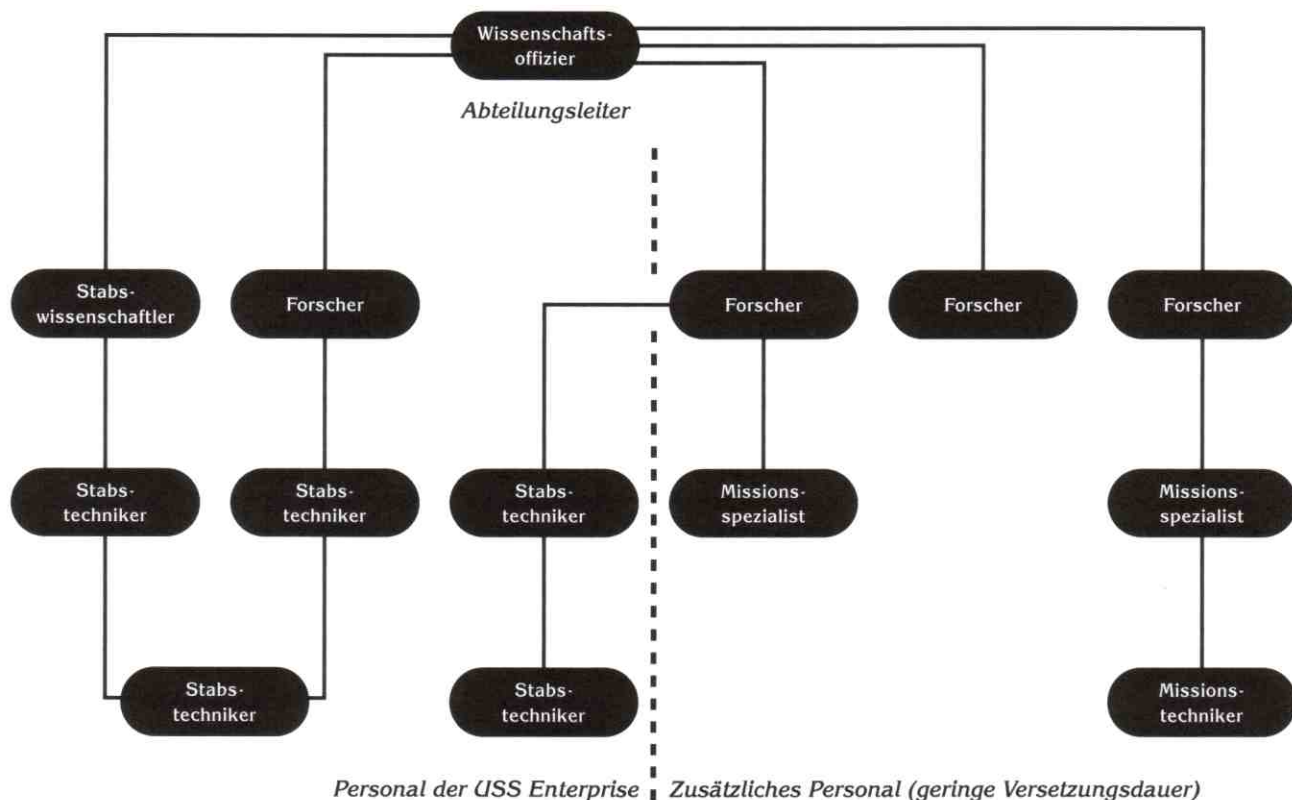 Wissenschafts-
offizier
Abteilungsleiter
Stabs-
wissenschaftler
Forscher
Forscher
Forscher
Forscher
Stabs-
techniker
Stabs-
techniker
Stabs-
techniker
Missions-
spezialist
Missions-
spezialist
Stabs-
techniker
Stabs-
techniker
Missions-
techniker
Personal der USS Enterprise
Zusätzliches Personal (geringe Versetzungsdauer)